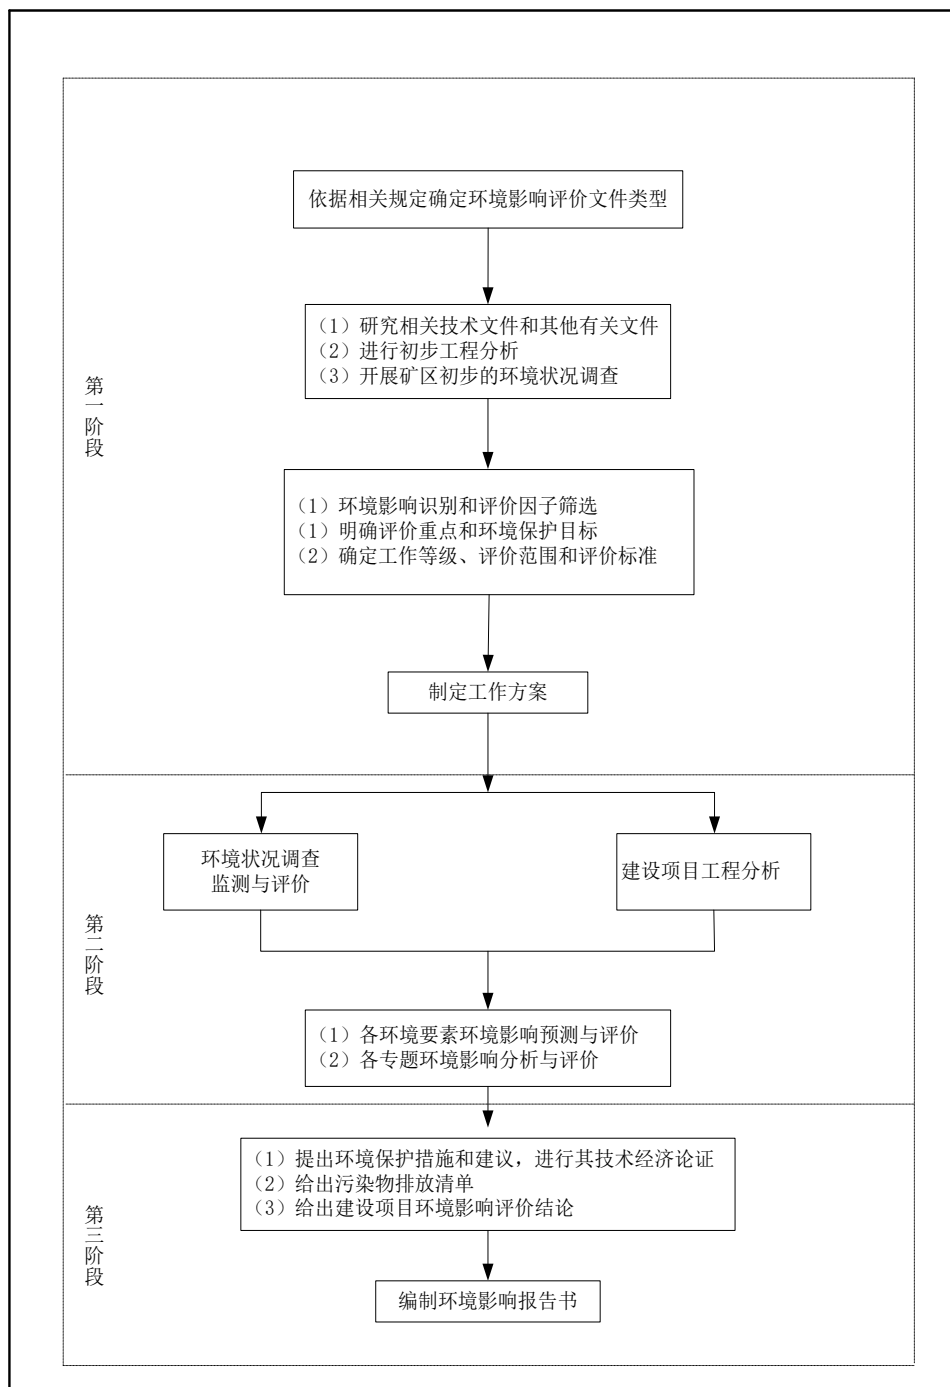 依据相关规定确定环境影响评价文件类型
（1）研究相关技术文件和其他有关文件
（2）进行初步工程分析
（3）开展矿区初步的环境状况调查
第一阶段
（1）环境影响识别和评价因子筛选
（1）明确评价重点和环境保护目标
（2）确定工作等级、评价范围和评价标准
制定工作方案
环境状况调查
监测与评价
建设项目工程分析
第二阶段
（1）各环境要素环境影响预测与评价
（2）各专题环境影响分析与评价
（1）提出环境保护措施和建议，进行其技术经济论证
（2）给出污染物排放清单
（3）给出建设项目环境影响评价结论
第三阶段
编制环境影响报告书